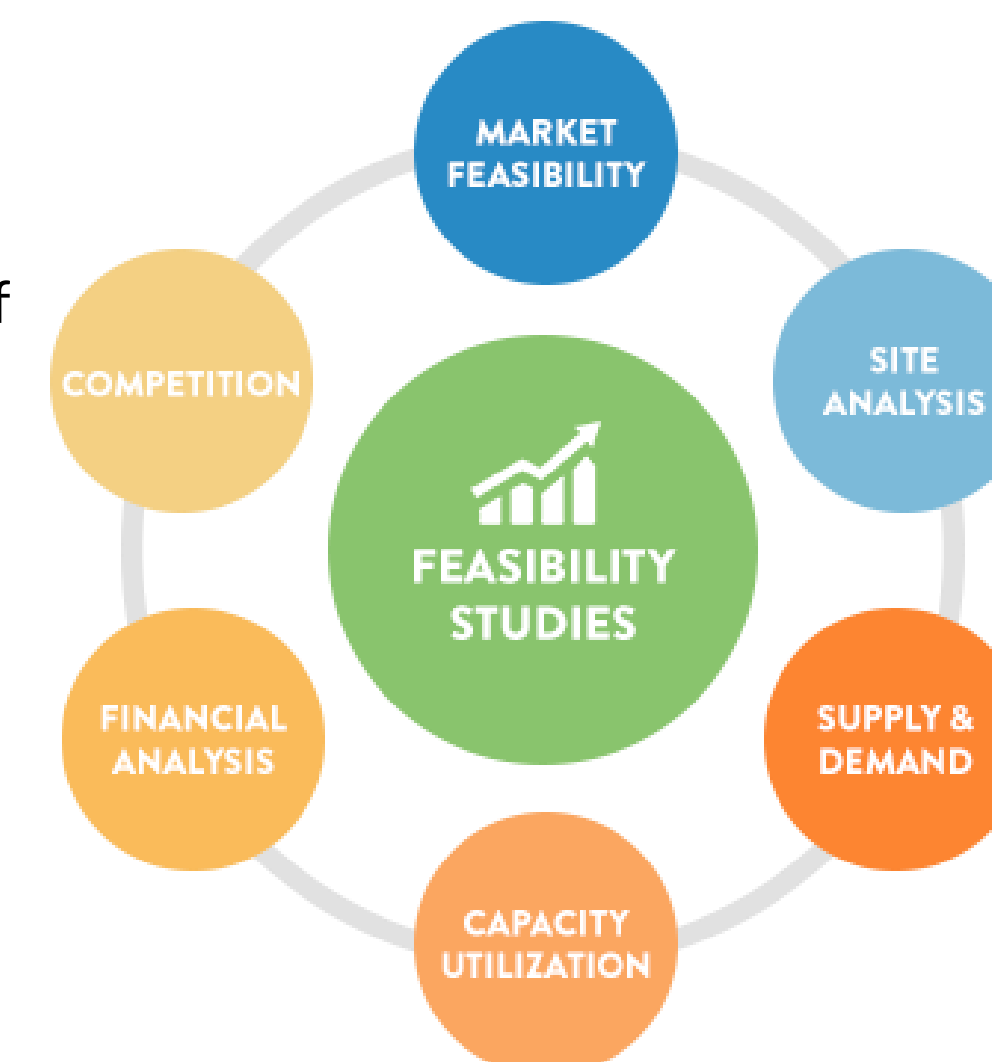 MARKET
FEASIBILITY
f
COMPETITION
SITE
ANALYSIS
FEASIBILITY
STUDIES
FINANCIAL
ANALYSIS
SUPPLY &
DEMAND
CAPACITY
UTILIZATION